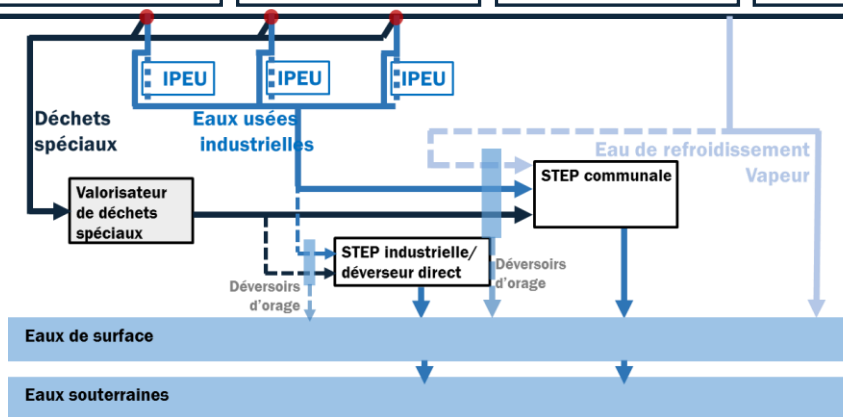 IPEU
IPEU
IPEU
Déchets
spéciaux
Eaux usées
industrielles
Eau de refroidissement
Vapeur
Valorisateur
de déchets
spéciaux
STEP communale
STEP industrielle/
déverseur direct
Déversoirs
d'orage
Déversoirs
d'orage
Eaux de surface
Eaux souterraines